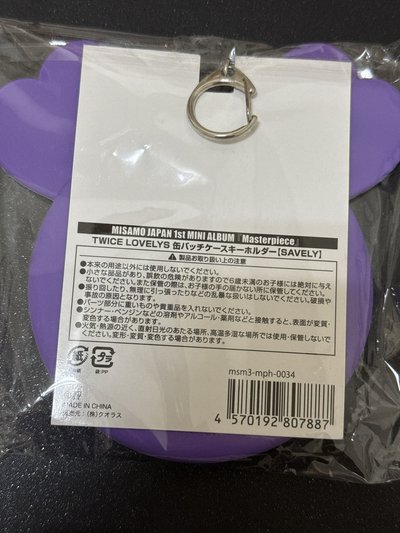 MISAMO JAPAN 1st MINI ALBUM 『Masterpiece』
TWICE LOVELYS 缶バッチケースキーホルダー[SAVELY]
⚠ 製品お取り扱い上の注意
●本来の用途以外には使用しないでください。
●小さな部品があり、誤飲の危険がありますので6歳未満のお子様には絶対に与え
ないでください。また保管の際は、お子様の手の届かない所に保管してください。
●振り回したり、無理に引っ張ったりなどの乱暴な扱いはしないでください。破損や
事故の原因となります。
●パーツ部分に重いものや貴重品を入れないでください。
●シンナー・ベンジンなどの溶剤やアルコール・薬用などと接すると、表面が変質・
変色する場合があります。
●火気・熱源の近く、直射日光のあたる場所、高温多湿な場所では使用・保管しないで
ください。変形・変質・変色する場合があります。
紙
プラ
袋:PP
msm3-mph-0034
MADE IN CHINA
販売元:(株)クオラス
4 570192 807887